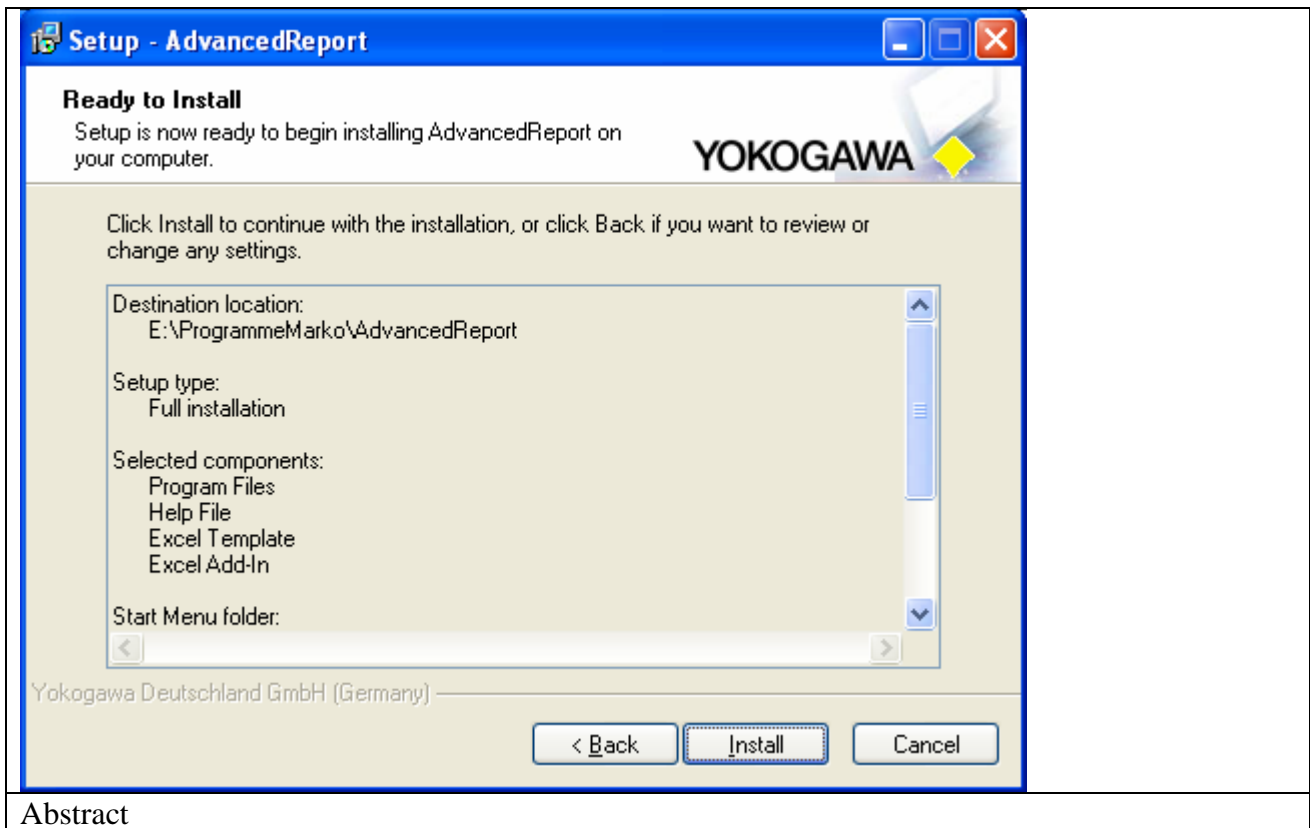 Setup - AdvancedReport
Ready to Install
Setup is now ready to begin installing AdvancedReport on
your computer.
YOKOGAWA
Click Install to continue with the installation, or click Back if you want to review or
change any settings.
Destination location:
E:\ProgrammeMarko\AdvancedReport
Setup type:
Full installation
Selected components:
Program Files
Help File
Excel Template
Excel Add-In
Start Menu folder:
Yokogawa Deutschland GmbH (Germany)
< Back
Install
Cancel
Abstract